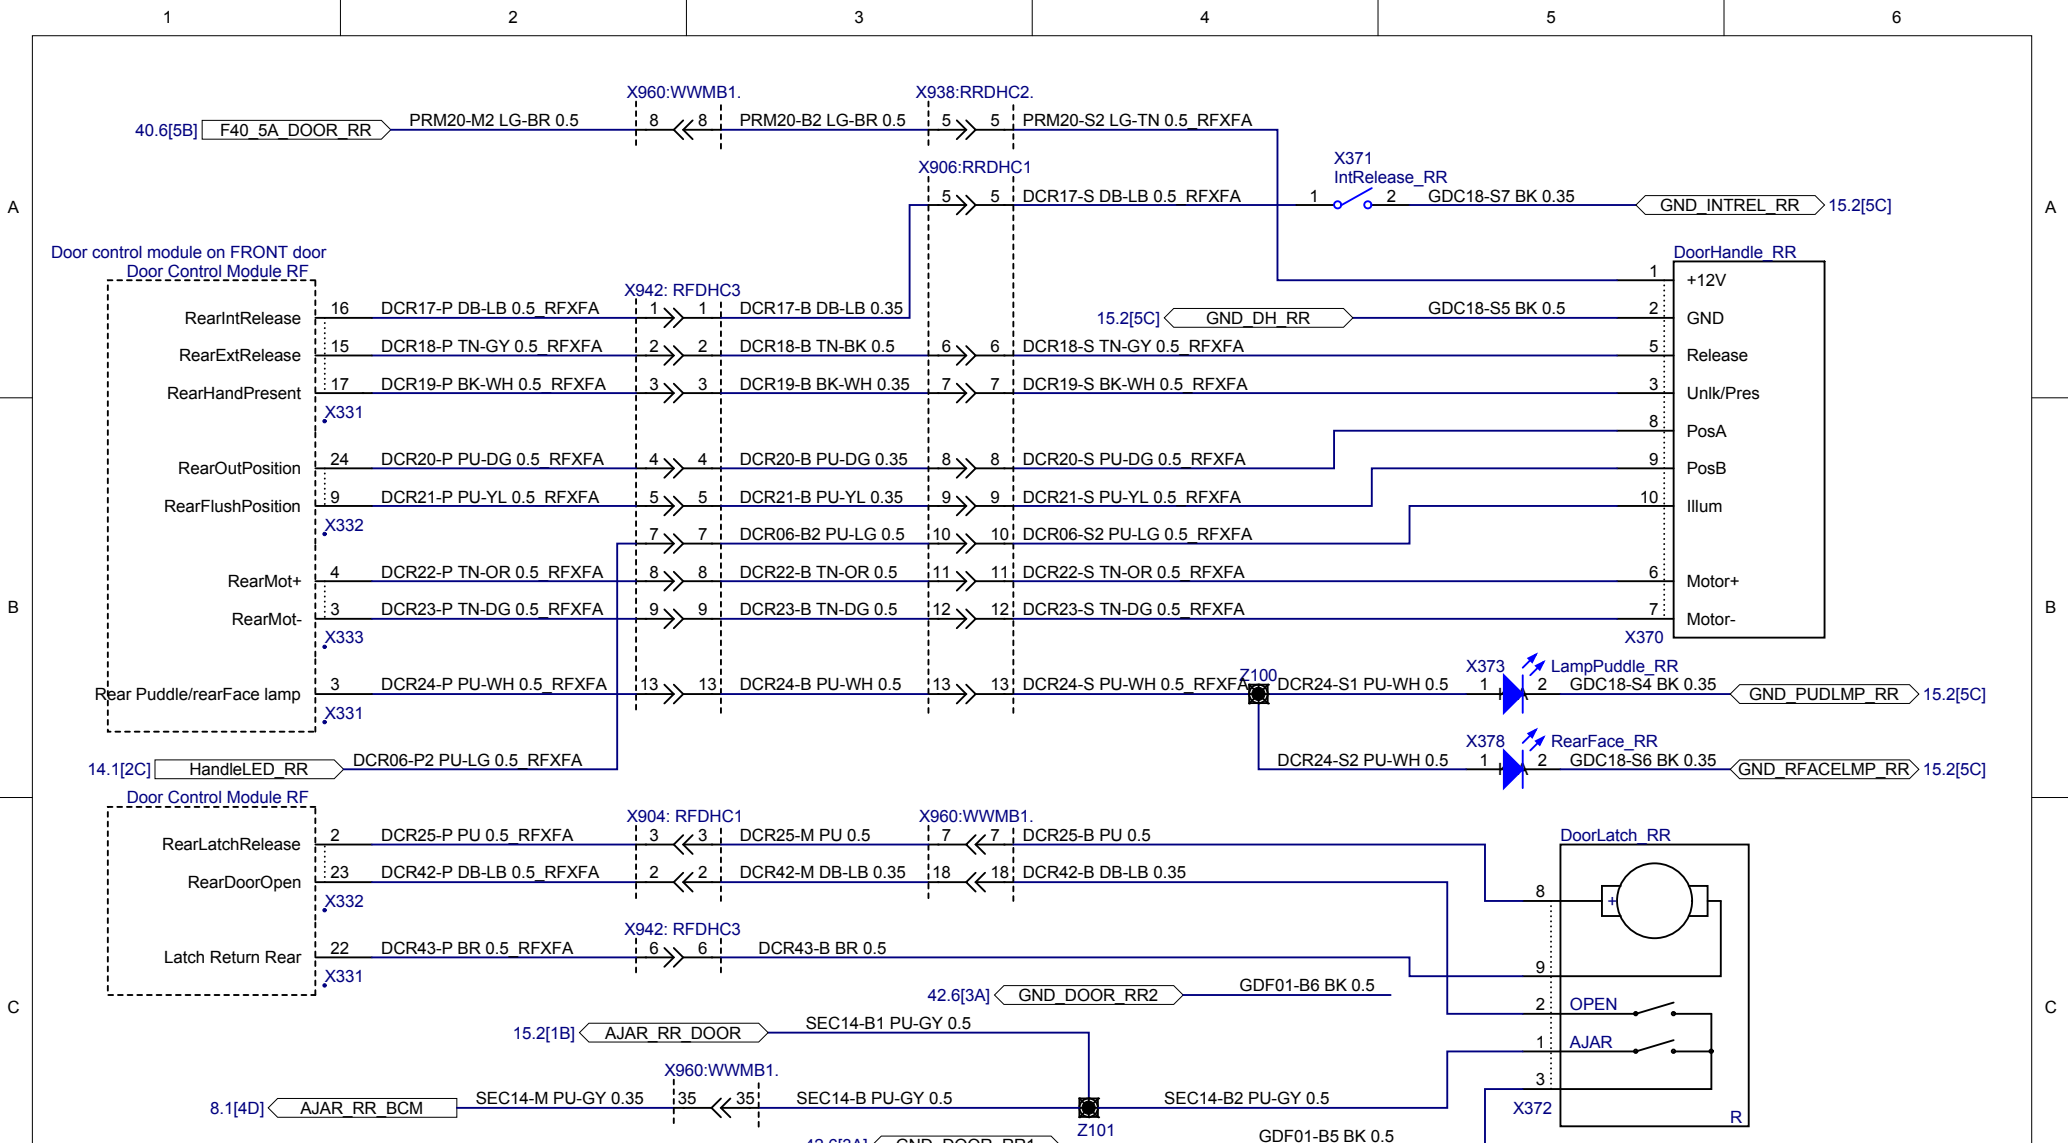 1 2 3 4 5 6
X960:WWMB1. X938:RRDHC2.
40.6[5B] F40_5A_DOOR_RR PRM20-M2 LG-BR 0.5 8 8 PRM20-B2 LG-BR 0.5 5 5 PRM20-S2 LG-TN 0.5_RFXFA
X906:RRDHC1 X371
IntRelease_RR
5 5 DCR17-S DB-LB 0.5_RFXFA 1 2 GDC18-S7 BK 0.35 GND_INTREL_RR 15.2[5C]
A A
Door control module on FRONT door DoorHandle_RR
Door Control Module RF
1 +12V
X942: RFDHC3
RearIntRelease 16 DCR17-P DB-LB 0.5_RFXFA 1 1 DCR17-B DB-LB 0.35 15.2[5C] GND_DH_RR GDC18-S5 BK 0.5 2 GND
RearExtRelease 15 DCR18-P TN-GY 0.5_RFXFA 2 2 DCR18-B TN-BK 0.5 6 6 DCR18-S TN-GY 0.5_RFXFA 5 Release
RearHandPresent 17 DCR19-P BK-WH 0.5_RFXFA 3 3 DCR19-B BK-WH 0.35 7 7 DCR19-S BK-WH 0.5_RFXFA 3 Unlk/Pres
X331
8 PosA
RearOutPosition 24 DCR20-P PU-DG 0.5_RFXFA 4 4 DCR20-B PU-DG 0.35 8 8 DCR20-S PU-DG 0.5_RFXFA 9 PosB
RearFlushPosition 9 DCR21-P PU-YL 0.5_RFXFA 5 5 DCR21-B PU-YL 0.35 9 9 DCR21-S PU-YL 0.5_RFXFA 10 Illum
X332
7 7 DCR06-B2 PU-LG 0.5 10 10 DCR06-S2 PU-LG 0.5_RFXFA
RearMot+ 4 DCR22-P TN-OR 0.5_RFXFA 8 8 DCR22-B TN-OR 0.5 11 11 DCR22-S TN-OR 0.5_RFXFA 6 Motor+
B B
RearMot- 3 DCR23-P TN-DG 0.5_RFXFA 9 9 DCR23-B TN-DG 0.5 12 12 DCR23-S TN-DG 0.5_RFXFA 7 Motor-
X333 X370
Z100 X373 LampPuddle_RR
Rear Puddle/rearFace lamp 3 DCR24-P PU-WH 0.5_RFXFA 13 13 DCR24-B PU-WH 0.5 13 13 DCR24-S PU-WH 0.5_RFXFA DCR24-S1 PU-WH 0.5 1 2 GDC18-S4 BK 0.35 GND_PUDLMP_RR 15.2[5C]
X331
X378 RearFace_RR
14.1[2C] HandleLED_RR DCR06-P2 PU-LG 0.5_RFXFA DCR24-S2 PU-WH 0.5 1 2 GDC18-S6 BK 0.35 GND_RFACELMP_RR 15.2[5C]
Door Control Module RF
X904: RFDHC1 X960:WWMB1. DoorLatch_RR
RearLatchRelease 2 DCR25-P PU 0.5_RFXFA 3 3 DCR25-M PU 0.5 7 7 DCR25-B PU 0.5
RearDoorOpen 23 DCR42-P DB-LB 0.5_RFXFA 2 2 DCR42-M DB-LB 0.35 18 18 DCR42-B DB-LB 0.35
8 +
X332
X942: RFDHC3
Latch Return Rear 22 DCR43-P BR 0.5_RFXFA 6 6 DCR43-B BR 0.5
X331 9
42.6[3A] GND_DOOR_RR2 GDF01-B6 BK 0.5
C 2 OPEN C
15.2[1B] AJAR_RR_DOOR SEC14-B1 PU-GY 0.5
1 AJAR
X960:WWMB1.
3
8.1[4D] AJAR_RR_BCM SEC14-M PU-GY 0.35 35 35 SEC14-B PU-GY 0.5 SEC14-B2 PU-GY 0.5 X372 R
Z101
42.6[3A] GND_DOOR_RR1 GDF01-B5 BK 0.5